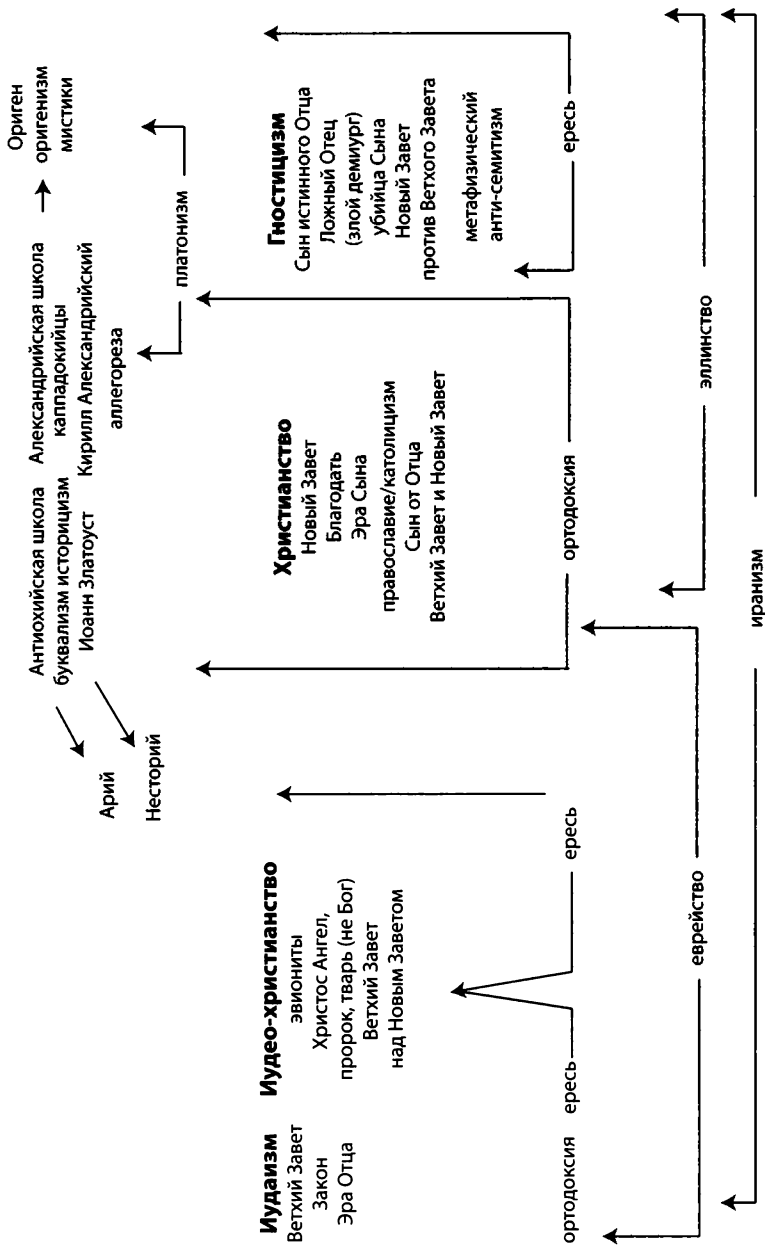 Антиохийская школа
буквализм историцизм
Иоанн Златоуст
Александрийская школа
каппадокийцы
Кирилл Александрийский
аллегореза
Ориген
оригенизм
мистики
Арий
Несторий
платонизм
Иудаизм
Ветхий Завет
Закон
Эра Отца
Иудео-христианство
эвиониты
Христос Ангел,
пророк, тварь (не Бог)
Ветхий Завет
над Новым Заветом
Христианство
Новый Завет
Благодать
Эра Сына
православие/католицизм
Сын от Отца
Ветхий Завет и Новый Завет
Гностицизм
Сын истинного Отца
Ложный Отец
(злой демиург)
убийца Сына
Новый Завет
против Ветхого Завета
метафизический
анти-семитизм
ортодоксия
ересь
ересь
ортодоксия
ересь
еврейство
эллинство
иранизм